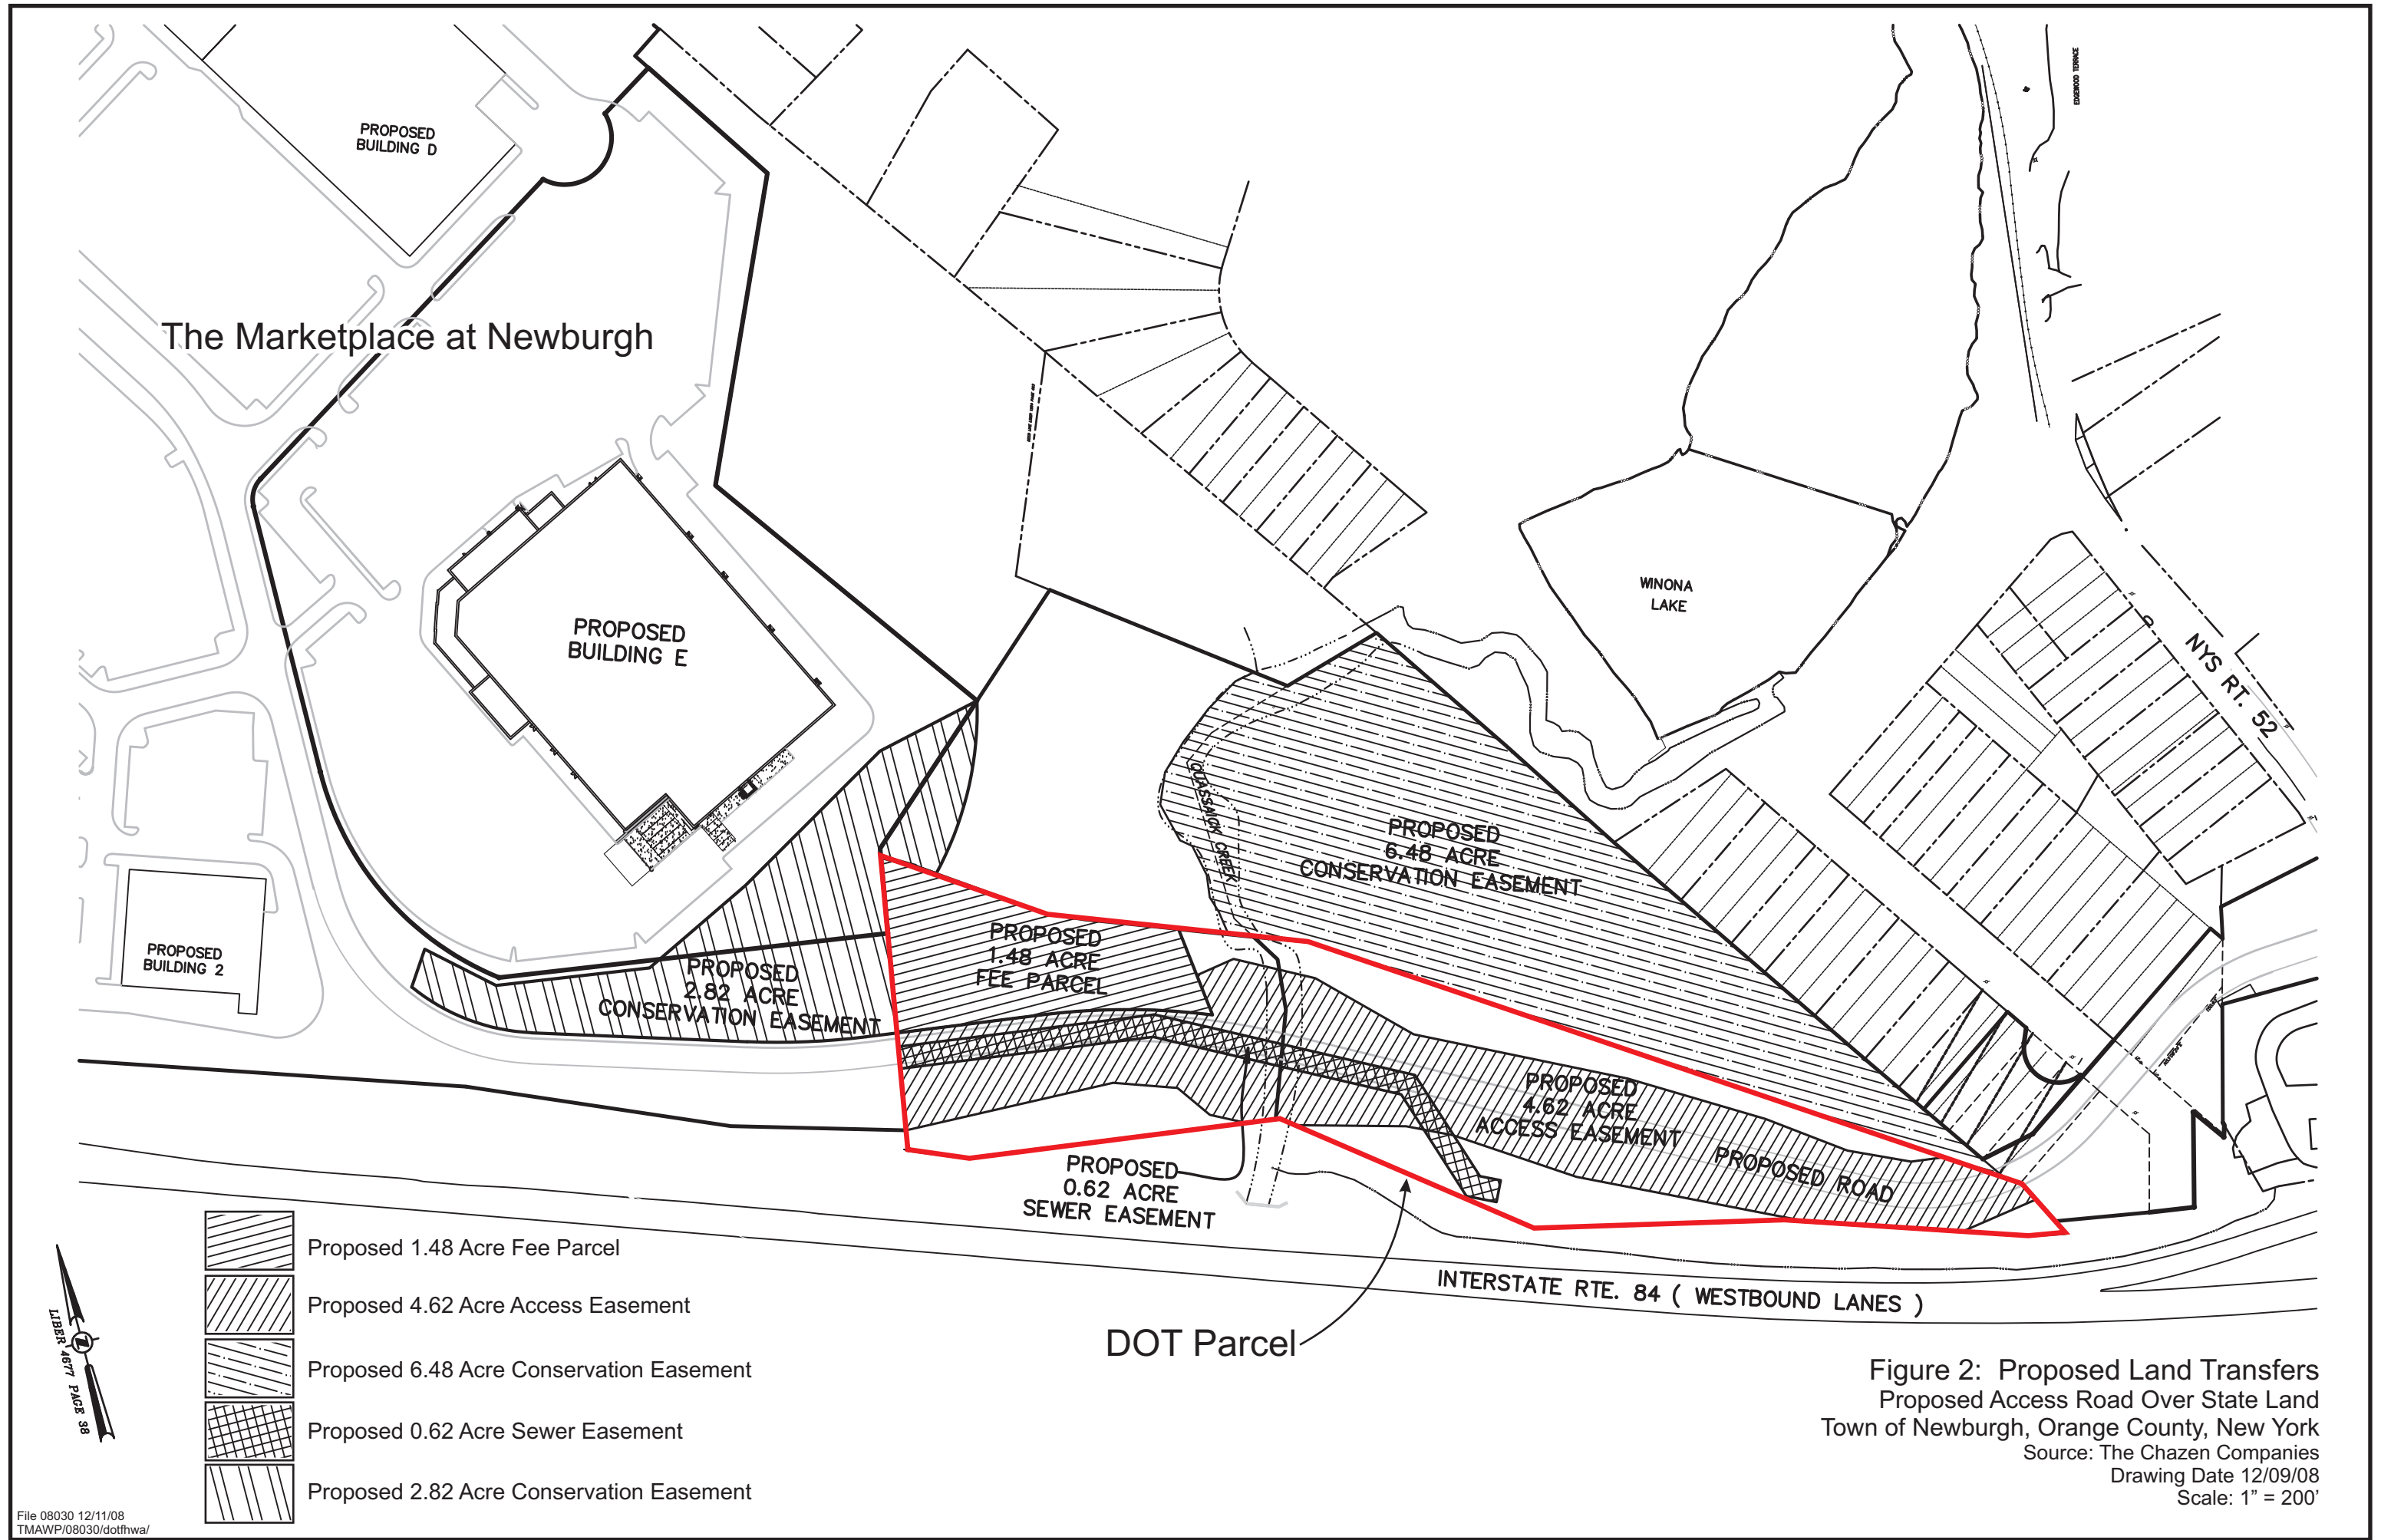 PROPOSED
BUILDING D
EDGEWOOD TERRACE
The Marketplace at Newburgh
WINONA
LAKE
PROPOSED
BUILDING E
NYS RT. 52
QUASSAICK CREEK
PROPOSED
6.48 ACRE
CONSERVATION EASEMENT
PROPOSED
BUILDING 2
PROPOSED
2.82 ACRE
CONSERVATION EASEMENT
PROPOSED
1.48 ACRE
FEE PARCEL
PROPOSED
4.62 ACRE
ACCESS EASEMENT
PROPOSED ROAD
PROPOSED
0.62 ACRE
SEWER EASEMENT
INTERSTATE RTE. 84 ( WESTBOUND LANES )
DOT Parcel
Proposed 1.48 Acre Fee Parcel
Proposed 4.62 Acre Access Easement
Proposed 6.48 Acre Conservation Easement
Proposed 0.62 Acre Sewer Easement
Proposed 2.82 Acre Conservation Easement
N
LIBER 4677 PAGE 38
Figure 2: Proposed Land Transfers
Proposed Access Road Over State Land
Town of Newburgh, Orange County, New York
Source: The Chazen Companies
Drawing Date 12/09/08
Scale: 1” = 200’
File 08030 12/11/08
TMAWP/08030/dotfhwa/